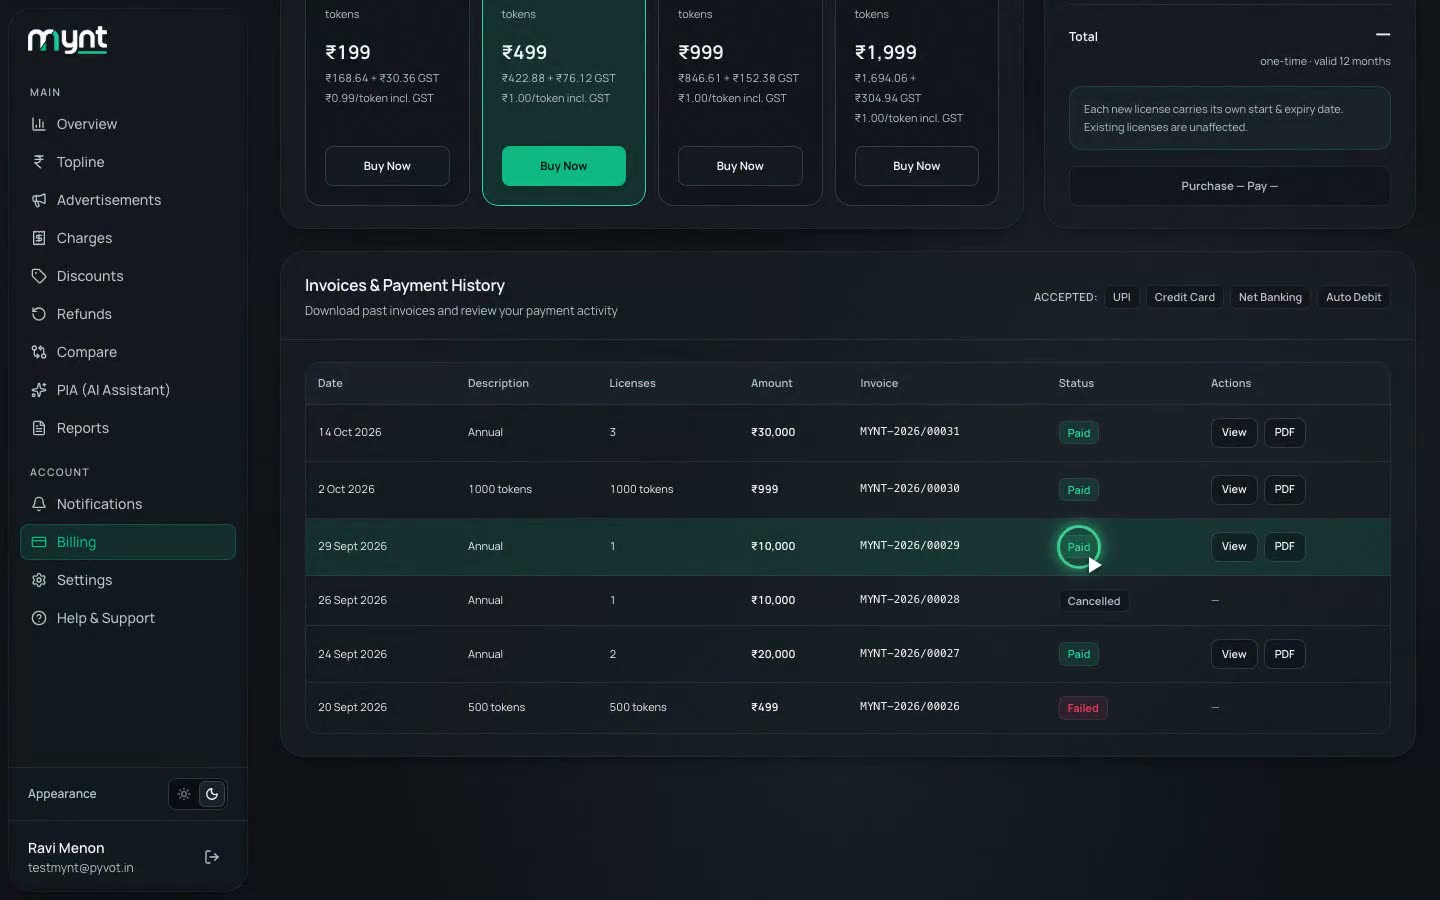 mynt
MAIN
Overview
Topline
Advertisements
Charges
Discounts
Refunds
Compare
PIA (AI Assistant)
Reports
ACCOUNT
Notifications
Billing
Settings
Help & Support
Appearance
Ravi Menon
testmynt@pyvot.in
tokens
₹199
₹168.64 + ₹30.36 GST
₹0.99/token incl. GST
Buy Now
tokens
₹499
₹422.88 + ₹76.12 GST
₹1.00/token incl. GST
Buy Now
tokens
₹999
₹846.61 + ₹152.38 GST
₹1.00/token incl. GST
Buy Now
tokens
₹1,999
₹1,694.06 +
₹304.94 GST
₹1.00/token incl. GST
Buy Now
Total —
one-time · valid 12 months
Each new license carries its own start & expiry date.
Existing licenses are unaffected.
Purchase — Pay —
Invoices & Payment History
Download past invoices and review your payment activity
ACCEPTED: UPI Credit Card Net Banking Auto Debit
Date Description Licenses Amount Invoice Status Actions
14 Oct 2026 Annual 3 ₹30,000 MYNT-2026/00031 Paid View PDF
2 Oct 2026 1000 tokens 1000 tokens ₹999 MYNT-2026/00030 Paid View PDF
29 Sept 2026 Annual 1 ₹10,000 MYNT-2026/00029 Paid View PDF
26 Sept 2026 Annual 1 ₹10,000 MYNT-2026/00028 Cancelled —
24 Sept 2026 Annual 2 ₹20,000 MYNT-2026/00027 Paid View PDF
20 Sept 2026 500 tokens 500 tokens ₹499 MYNT-2026/00026 Failed —